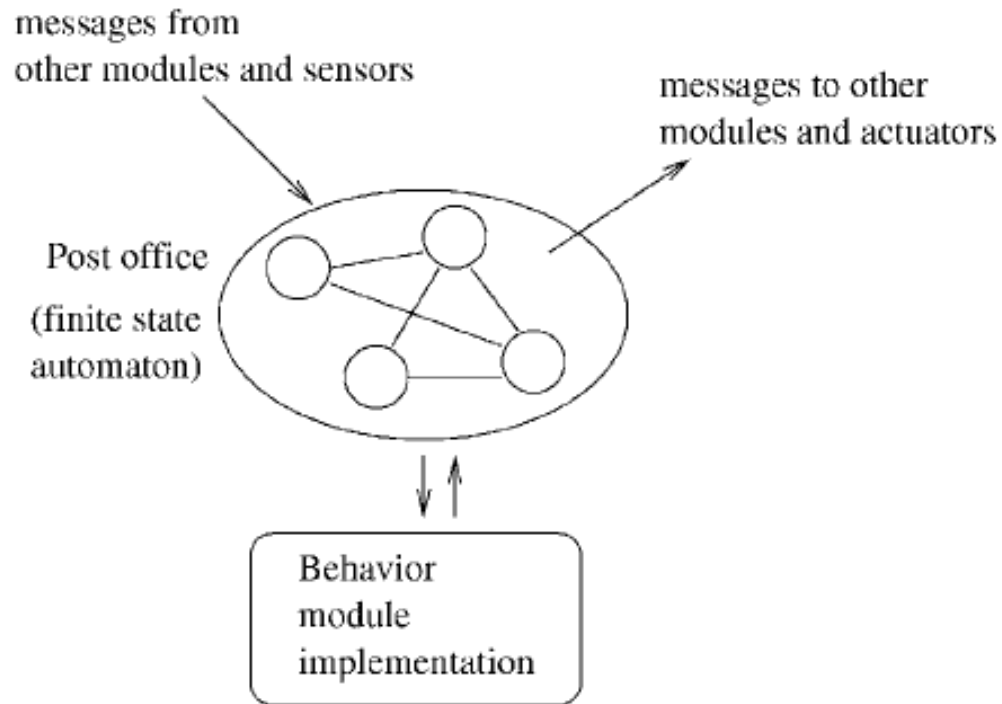 messages from
other modules and sensors
messages to other
modules and actuators
Post office
(finite state
automaton)
Behavior
module
implementation